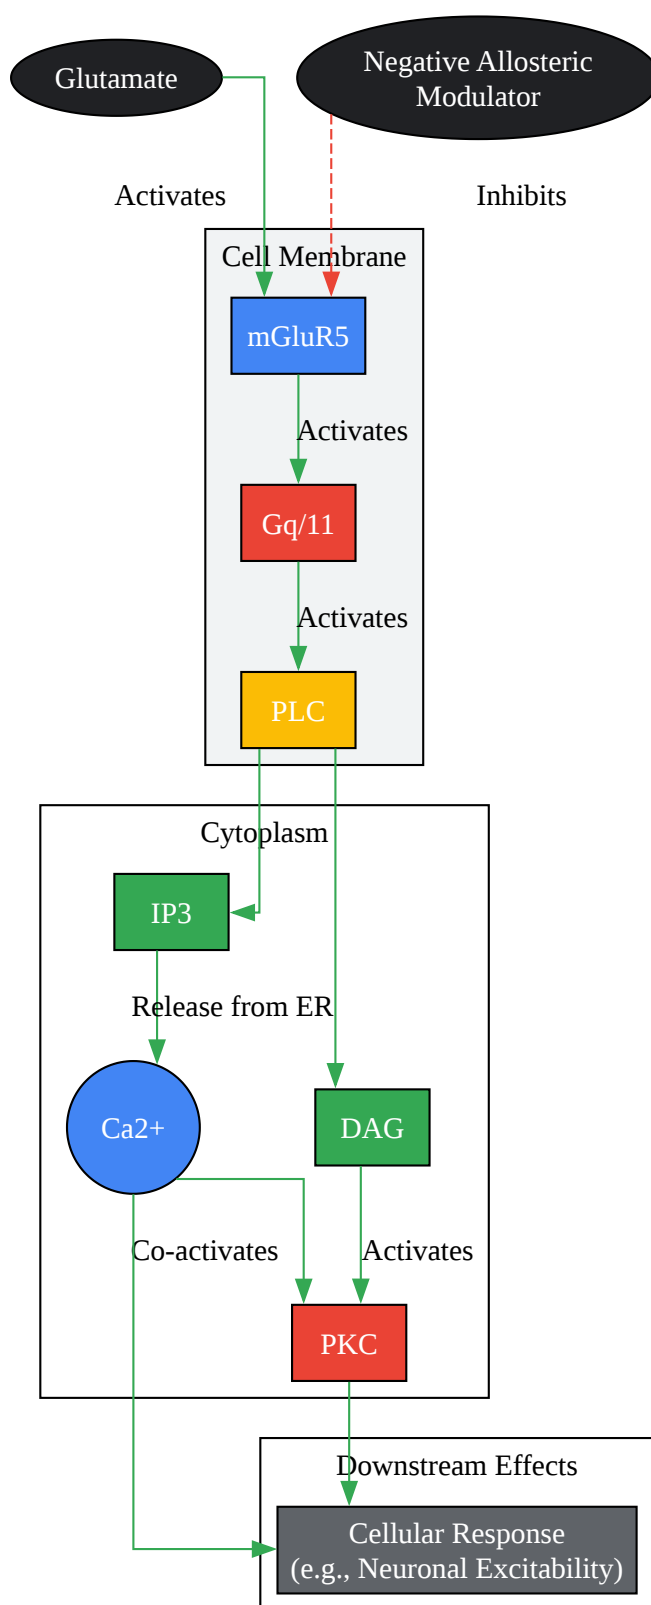 Glutamate
Negative Allosteric
Modulator
Activates
Inhibits
Cell Membrane
mGluR5
Activates
Gq/11
Activates
PLC
Cytoplasm
IP3
Release from ER
Ca2+
DAG
Co-activates
Activates
PKC
Downstream Effects
Cellular Response
(e.g., Neuronal Excitability)